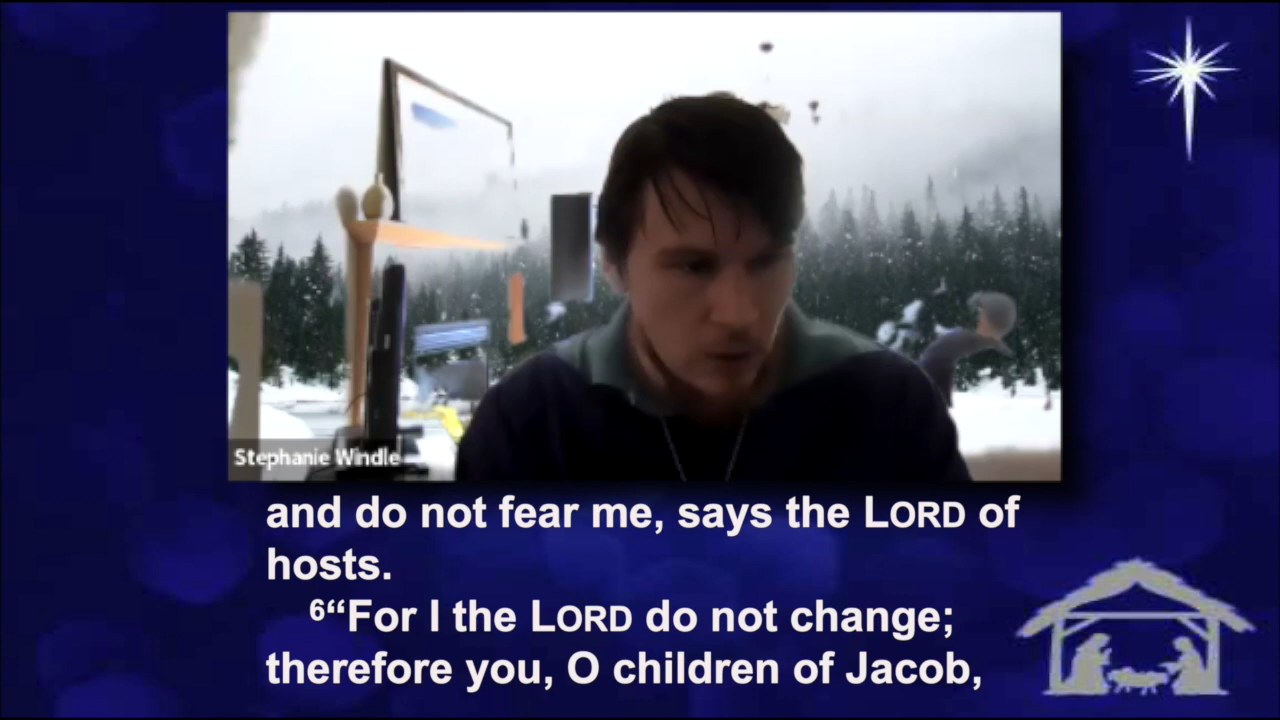 Stephanie Windle
and do not fear me, says the LORD of
hosts.
⁶“For I the LORD do not change;
therefore you, O children of Jacob,